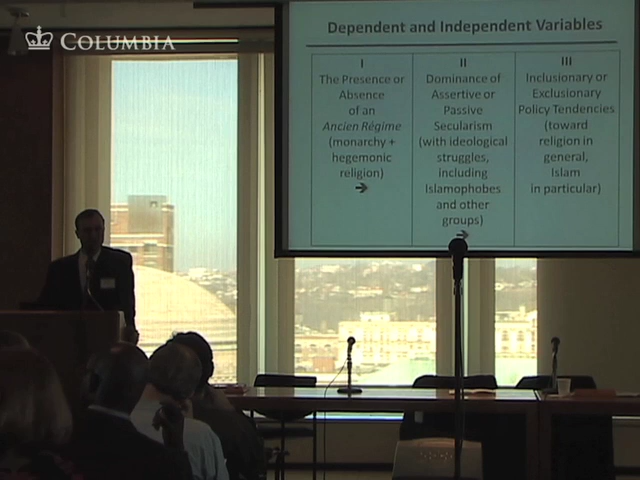 COLUMBIA
Dependent and Independent Variables
I
The Presence or
Absence
of an
Ancien Régime
(monarchy +
hegemonic
religion)
→
II
Dominance of
Assertive or
Passive
Secularism
(with ideological
struggles,
including
Islamophobes
and other
groups)
→
III
Inclusionary or
Exclusionary
Policy Tendencies
(toward
religion in
general,
Islam
in particular)